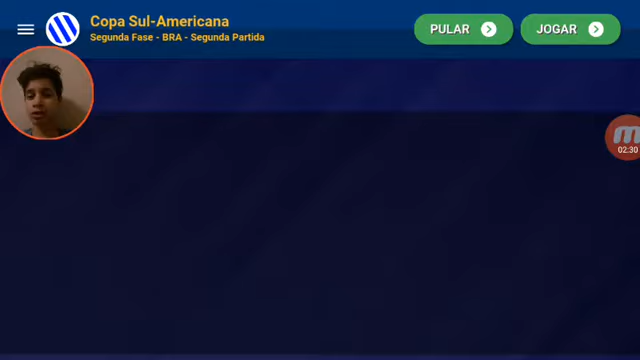 Copa Sul-Americana
Segunda Fase - BRA - Segunda Partida
PULAR
JOGAR
02:30